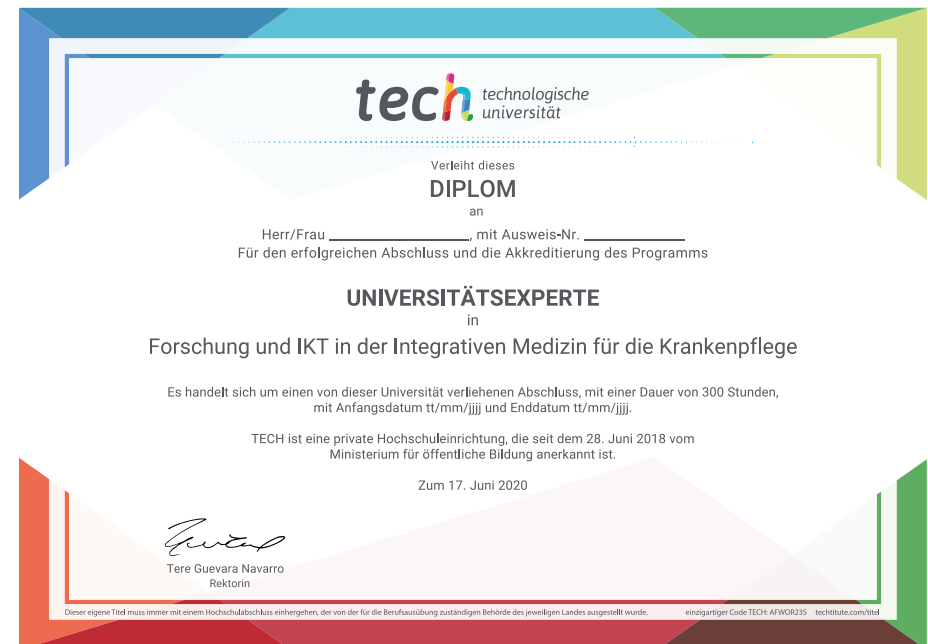 tech technologische
universität
Verleiht dieses
DIPLOM
an
Herr/Frau ____________, mit Ausweis-Nr. ____________
Für den erfolgreichen Abschluss und die Akkreditierung des Programms
UNIVERSITÄTSEXPERTE
in
Forschung und IKT in der Integrativen Medizin für die Krankenpflege
Es handelt sich um einen von dieser Universität verliehenen Abschluss, mit einer Dauer von 300 Stunden,
mit Anfangsdatum tt/mm/jjjj und Enddatum tt/mm/jjjj.
TECH ist eine private Hochschuleinrichtung, die seit dem 28. Juni 2018 vom
Ministerium für öffentliche Bildung anerkannt ist.
Zum 17. Juni 2020
Tere Guevara Navarro
Rektorin
Dieser eigene Titel muss immer mit einem Hochschulabschluss einhergehen, der von der für die Berufsausübung zuständigen Behörde des jeweiligen Landes ausgestellt wurde. einzigartiger Code TECH: AFWOR23S techtitute.com/titel